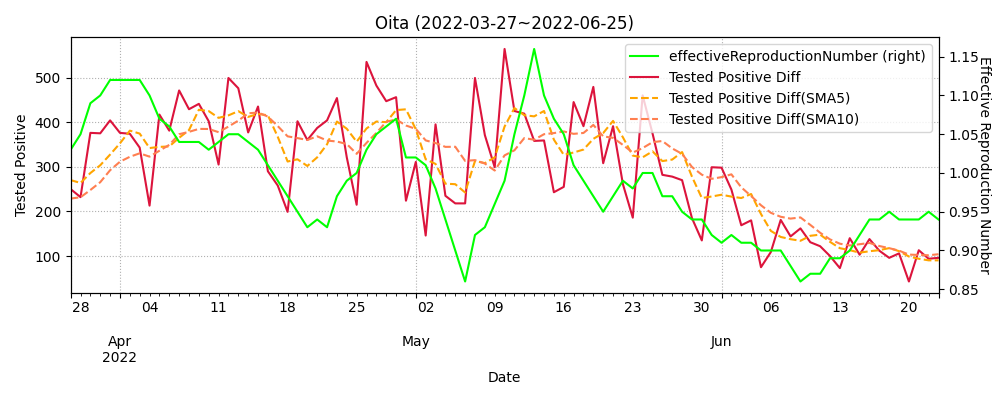 Oita (2022-03-27~2022-06-25)
effectiveReproductionNumber (right)
Tested Positive Diff
Tested Positive Diff(SMA5)
Tested Positive Diff(SMA10)
Tested Positive
500
400
300
200
100
1.15
1.10
1.05
1.00
0.95
0.90
0.85
Effective Reproduction Number
28 04 11 18 25 02 09 16 23 30 06 13 20
Apr May Jun
2022
Date